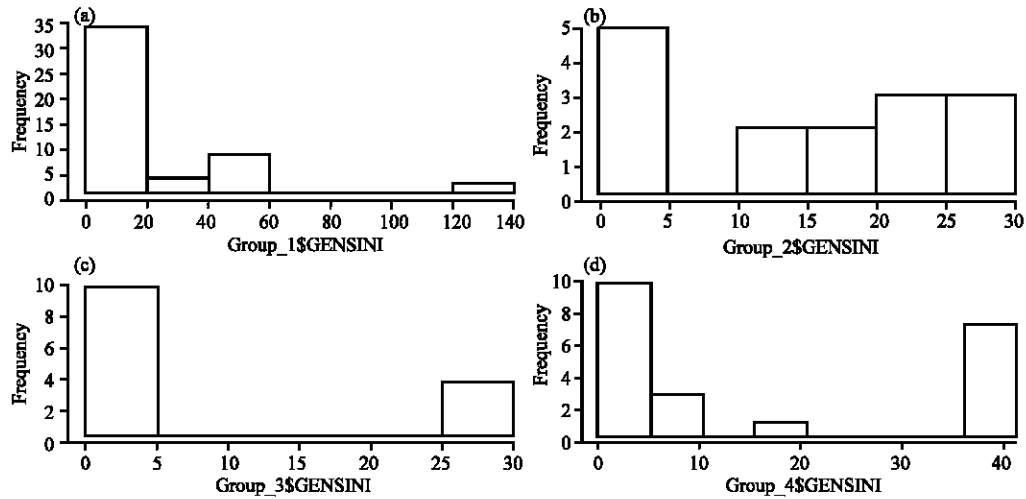 (a)
35
30
25
20
15
10
5
0
Frequency
0 20 40 60 80 100 120 140
Group_1$GENSINI
(b)
5
4
3
2
1
0
Frequency
0 5 10 15 20 25 30
Group_2$GENSINI
(c)
10
8
6
4
2
0
Frequency
0 5 10 15 20 25 30
Group_3$GENSINI
(d)
10
8
6
4
2
0
Frequency
0 10 20 30 40
Group_4$GENSINI